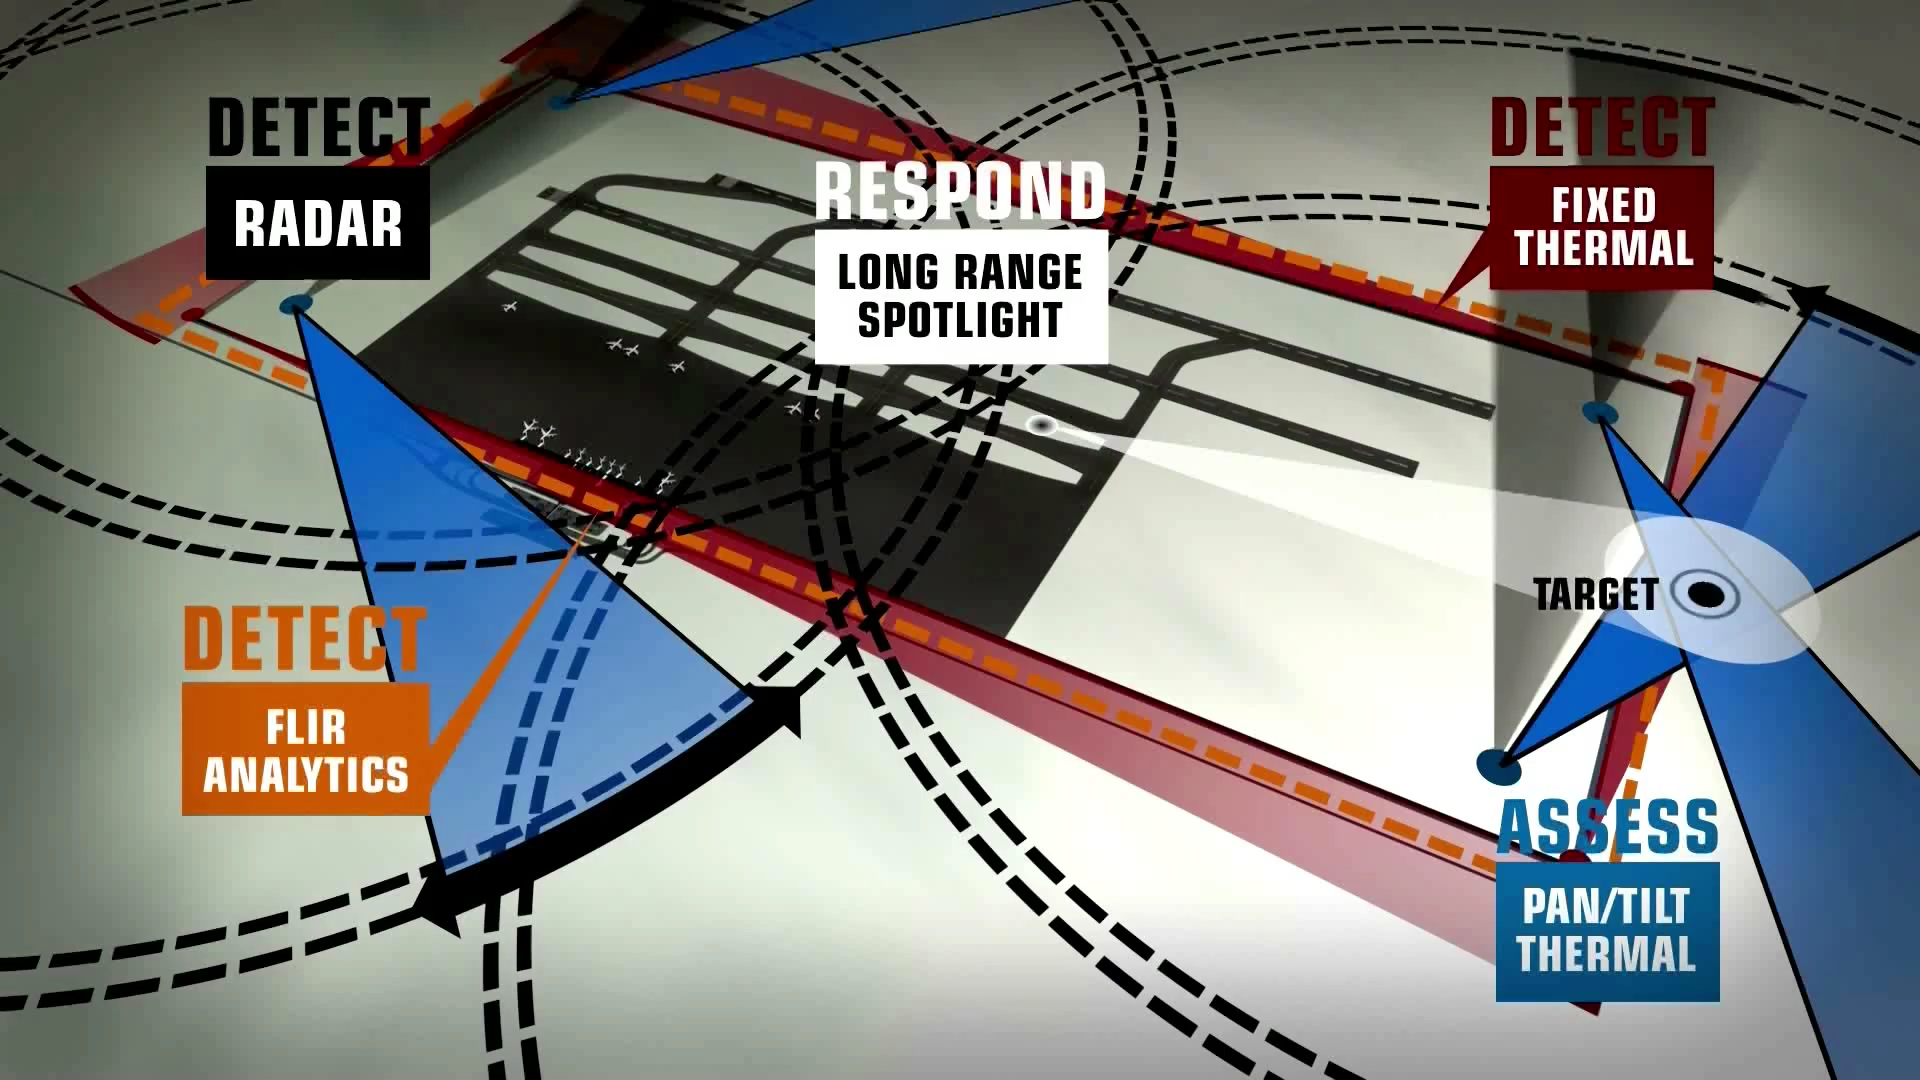 DETECT
RADAR
RESPOND
LONG RANGE
SPOTLIGHT
DETECT
FIXED
THERMAL
TARGET
DETECT
FLIR
ANALYTICS
ASSESS
PAN/TILT
THERMAL